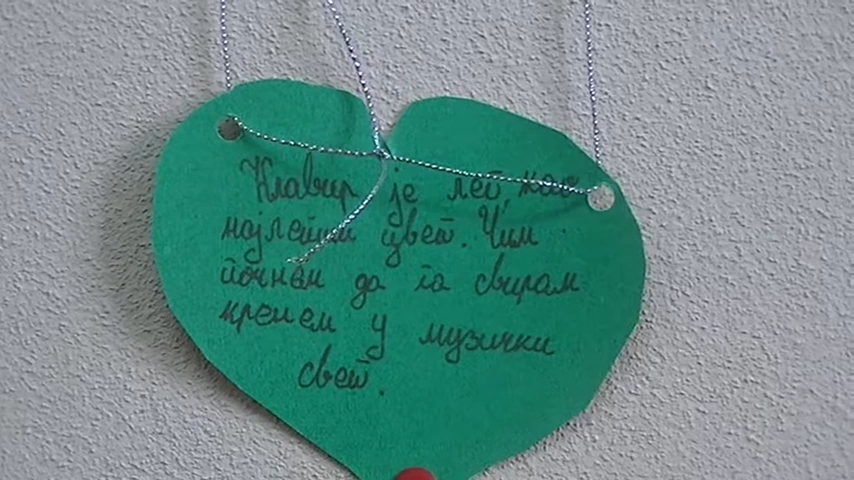 Клавир је леп, као
најлепши цвет. Чим
почнем да га свирам
кренем у музички
свет.